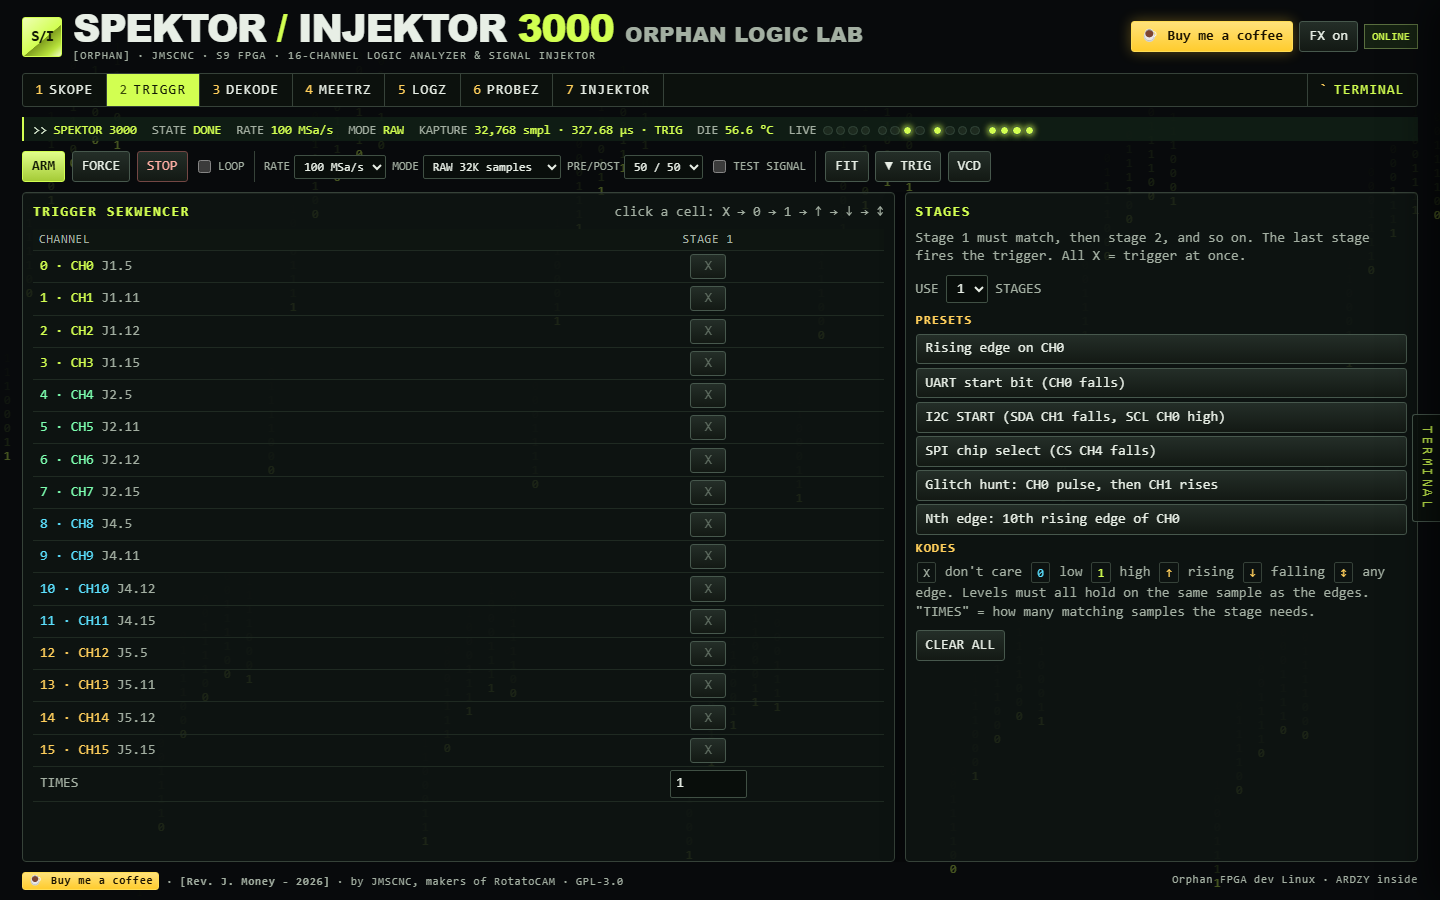 S/I SPEKTOR / INJEKTOR 3000 ORPHAN LOGIC LAB
[ORPHAN] · JMSCNC · S9 FPGA · 16-CHANNEL LOGIC ANALYZER & SIGNAL INJEKTOR
Buy me a coffee FX on ONLINE
1 SKOPE 2 TRIGGR 3 DEKODE 4 MEETRZ 5 LOGZ 6 PROBEZ 7 INJEKTOR ` TERMINAL
>> SPEKTOR 3000 STATE DONE RATE 100 MSa/s MODE RAW KAPTURE 32,768 smpl · 327.68 µs · TRIG DIE 56.6 °C LIVE
ARM FORCE STOP LOOP RATE 100 MSa/s MODE RAW 32K samples PRE/POST 50 / 50 TEST SIGNAL FIT ▼ TRIG VCD
TRIGGER SEKWENCER click a cell: X → 0 → 1 → ↑ → ↓ → ↕
CHANNEL STAGE 1
0 · CH0 J1.5 X
1 · CH1 J1.11 X
2 · CH2 J1.12 X
3 · CH3 J1.15 X
4 · CH4 J2.5 X
5 · CH5 J2.11 X
6 · CH6 J2.12 X
7 · CH7 J2.15 X
8 · CH8 J4.5 X
9 · CH9 J4.11 X
10 · CH10 J4.12 X
11 · CH11 J4.15 X
12 · CH12 J5.5 X
13 · CH13 J5.11 X
14 · CH14 J5.12 X
15 · CH15 J5.15 X
TIMES 1
STAGES
Stage 1 must match, then stage 2, and so on. The last stage
fires the trigger. All X = trigger at once.
USE 1 STAGES
PRESETS
Rising edge on CH0
UART start bit (CH0 falls)
I2C START (SDA CH1 falls, SCL CH0 high)
SPI chip select (CS CH4 falls)
Glitch hunt: CH0 pulse, then CH1 rises
Nth edge: 10th rising edge of CH0
KODES
X don't care 0 low 1 high ↑ rising ↓ falling ↕ any
edge. Levels must all hold on the same sample as the edges.
"TIMES" = how many matching samples the stage needs.
CLEAR ALL
TERMINAL
Buy me a coffee · [Rev. J. Money - 2026] · by JMSCNC, makers of RotatoCAM · GPL-3.0
Orphan FPGA dev Linux · ARDZY inside